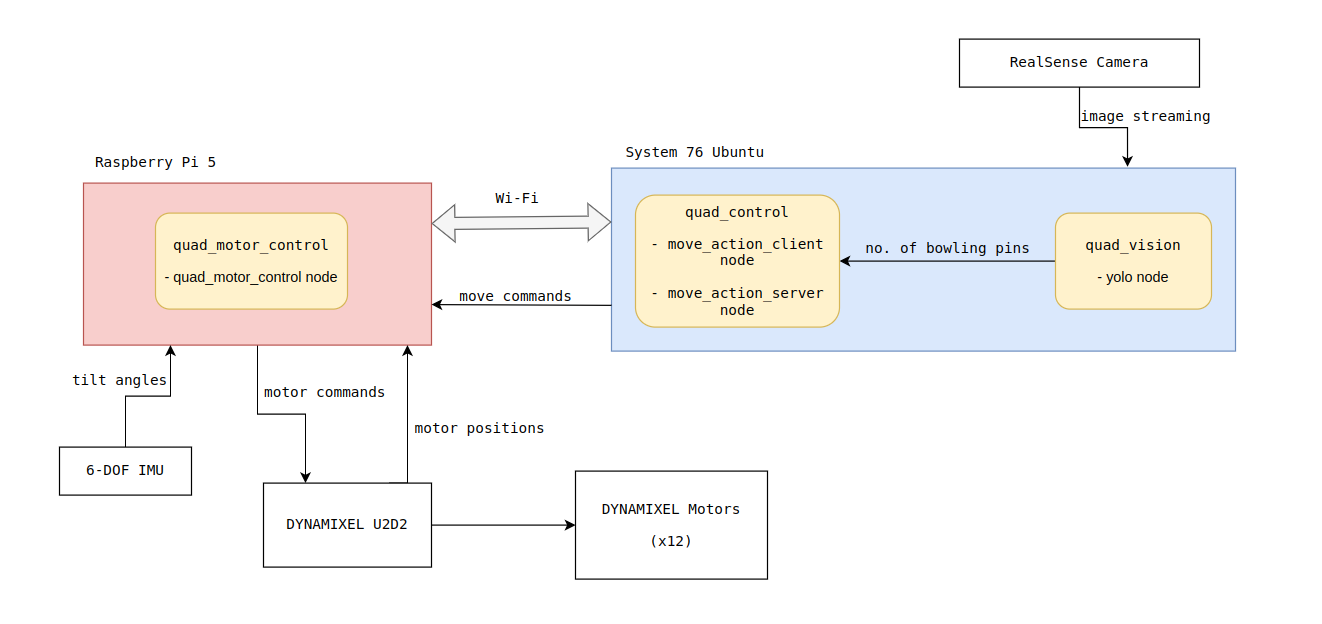 RealSense Camera
image streaming
System 76 Ubuntu
Raspberry Pi 5
Wi-Fi
quad_control
- move_action_client
node
- move_action_server
node
no. of bowling pins
quad_vision
- yolo node
quad_motor_control
- quad_motor_control node
move commands
tilt angles
motor commands
motor positions
6-DOF IMU
DYNAMIXEL U2D2
DYNAMIXEL Motors
(x12)